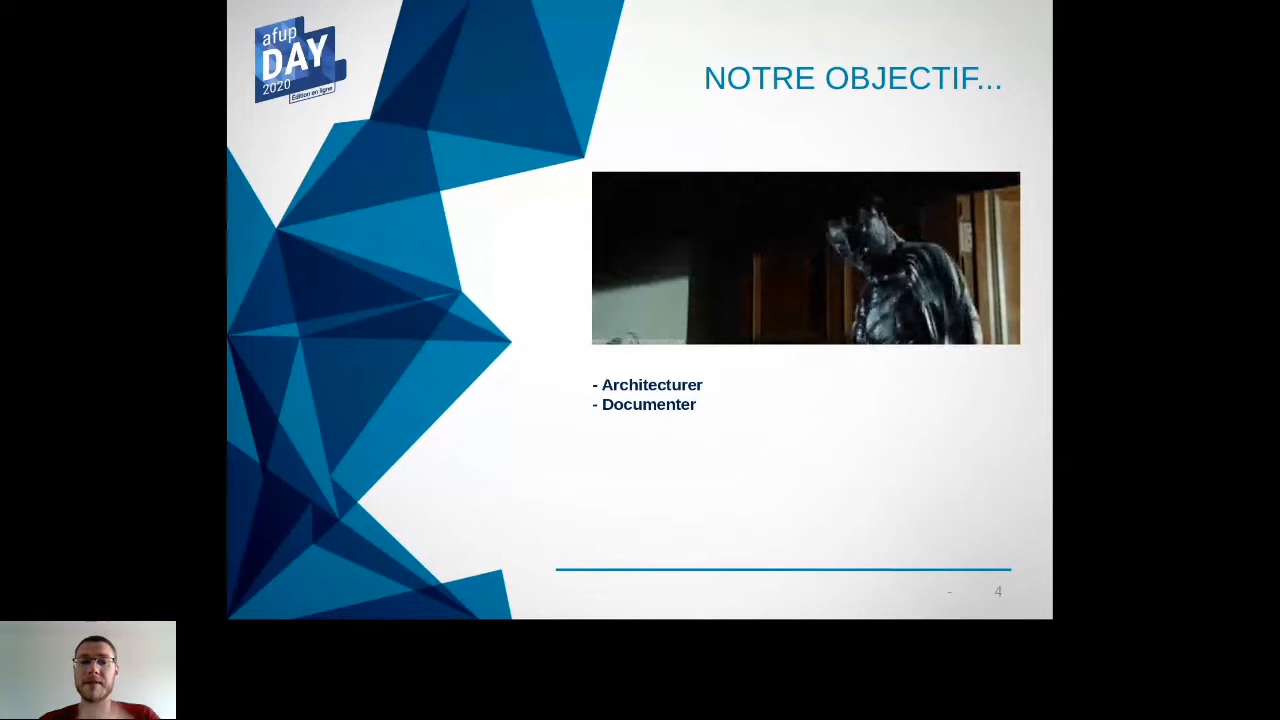 afup
DAY
2020
Édition en ligne
NOTRE OBJECTIF...
- Architecturer
- Documenter
- 4